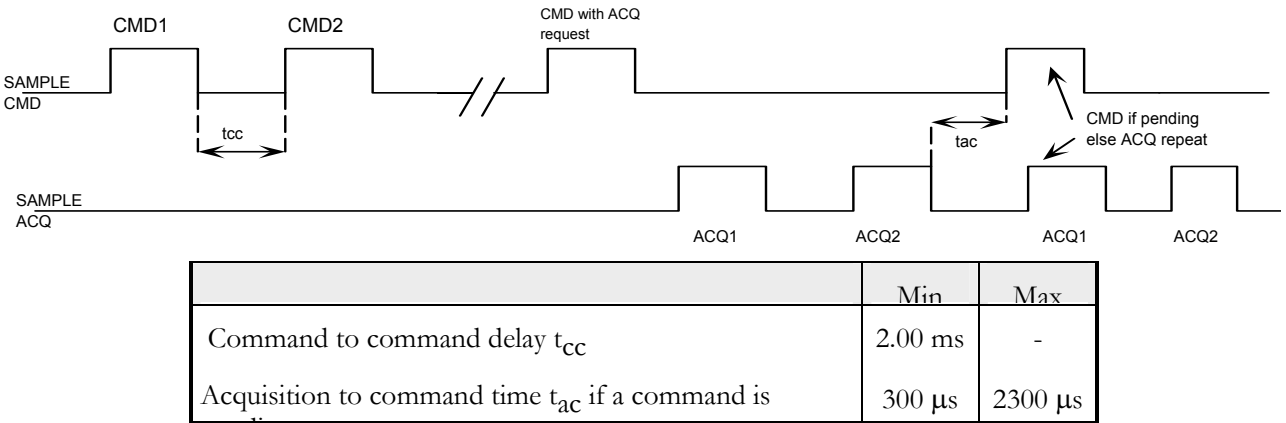 CMD1
CMD2
CMD with ACQ
request
SAMPLE
CMD
tcc
tac
CMD if pending
else ACQ repeat
SAMPLE
ACQ
ACQ1
ACQ2
ACQ1
ACQ2
Min Max
Command to command delay tcc 2.00 ms -
Acquisition to command time tac if a command is 300 μs 2300 μs